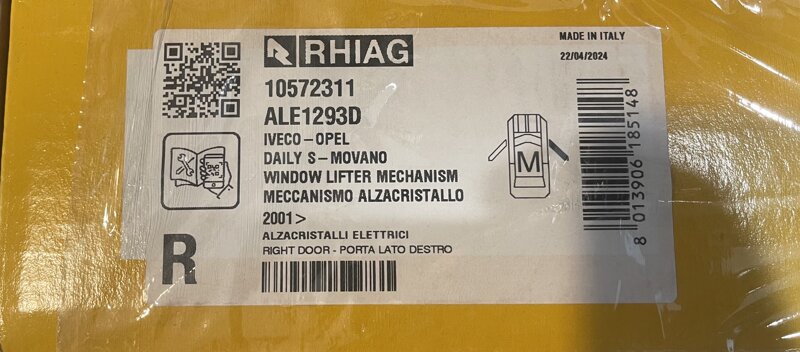 RHIAG
10572311
ALE1293D
IVECO-OPEL
DAILY S-MOVANO
WINDOW LIFTER MECHANISM
MECCANISMO ALZACRISTALLO
2001>
ALZACRISTALLI ELETTRICI
RIGHT DOOR - PORTA LATO DESTRO
R
M
MADE IN ITALY
22/04/2024
8 013906 185148